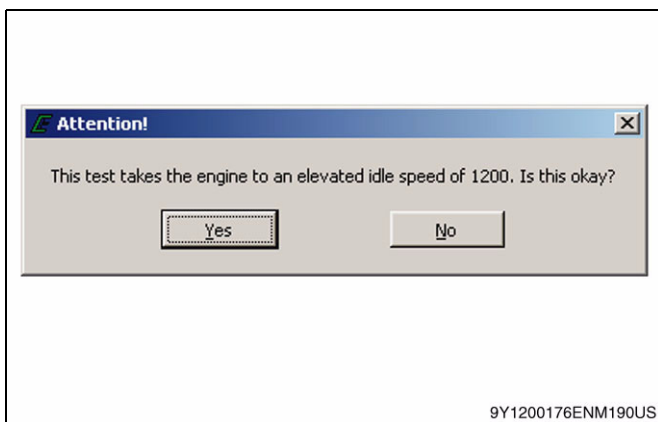 Attention!
This test takes the engine to an elevated idle speed of 1200. Is this okay?
Yes
No
9Y1200176ENM190US